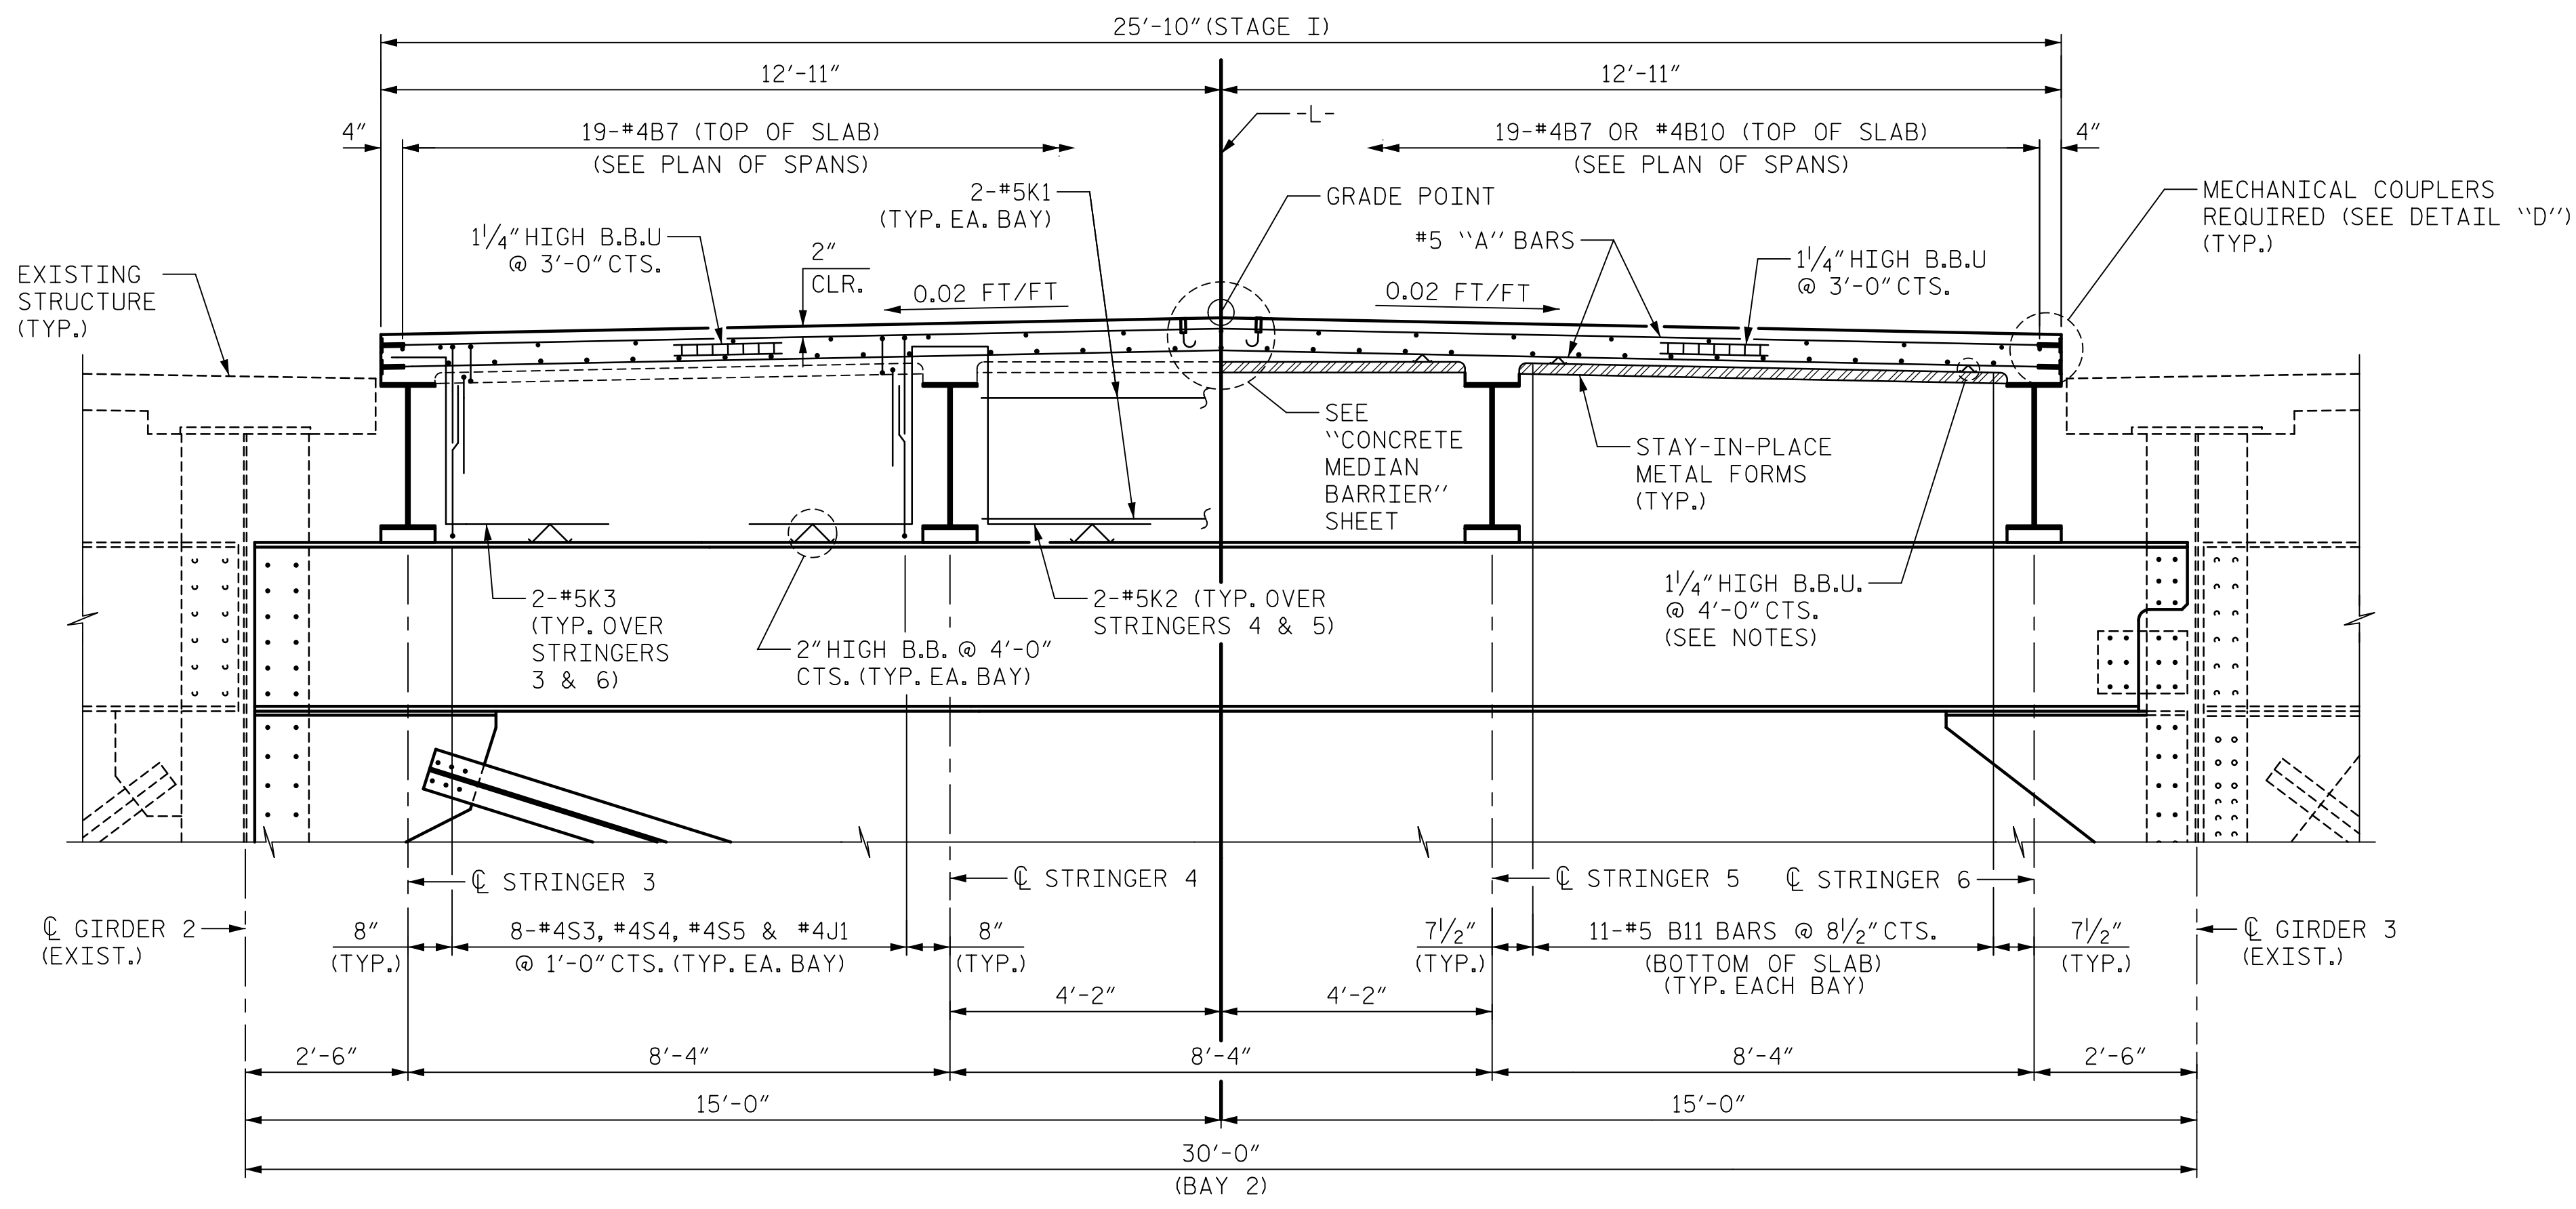 25'-10" (STAGE I)
12'-11"
12'-11"
4"
19-#4B7 (TOP OF SLAB)
(SEE PLAN OF SPANS)
-L-
19-#4B7 OR #4B10 (TOP OF SLAB)
(SEE PLAN OF SPANS)
4"
2-#5K1
(TYP. EA. BAY)
GRADE POINT
MECHANICAL COUPLERS
REQUIRED (SEE DETAIL "D")
(TYP.)
1 1/4" HIGH B.B.U
@ 3'-0" CTS.
2"
CLR.
#5 "A" BARS
1 1/4" HIGH B.B.U
@ 3'-0" CTS.
EXISTING
STRUCTURE
(TYP.)
0.02 FT/FT
0.02 FT/FT
SEE
"CONCRETE
MEDIAN
BARRIER"
SHEET
STAY-IN-PLACE
METAL FORMS
(TYP.)
2-#5K3
(TYP. OVER
STRINGERS
3 & 6)
2" HIGH B.B. @ 4'-0"
CTS. (TYP. EA. BAY)
2-#5K2 (TYP. OVER
STRINGERS 4 & 5)
1 1/4" HIGH B.B.U.
@ 4'-0" CTS.
(SEE NOTES)
℄ STRINGER 3
℄ STRINGER 4
℄ STRINGER 5
℄ STRINGER 6
℄ GIRDER 2
(EXIST.)
8"
(TYP.)
8-#4S3, #4S4, #4S5 & #4J1
@ 1'-0" CTS. (TYP. EA. BAY)
8"
(TYP.)
7 1/2"
(TYP.)
11-#5 B11 BARS @ 8 1/2" CTS.
(BOTTOM OF SLAB)
(TYP. EACH BAY)
7 1/2"
(TYP.)
℄ GIRDER 3
(EXIST.)
4'-2"
4'-2"
2'-6"
8'-4"
8'-4"
8'-4"
2'-6"
15'-0"
15'-0"
30'-0"
(BAY 2)